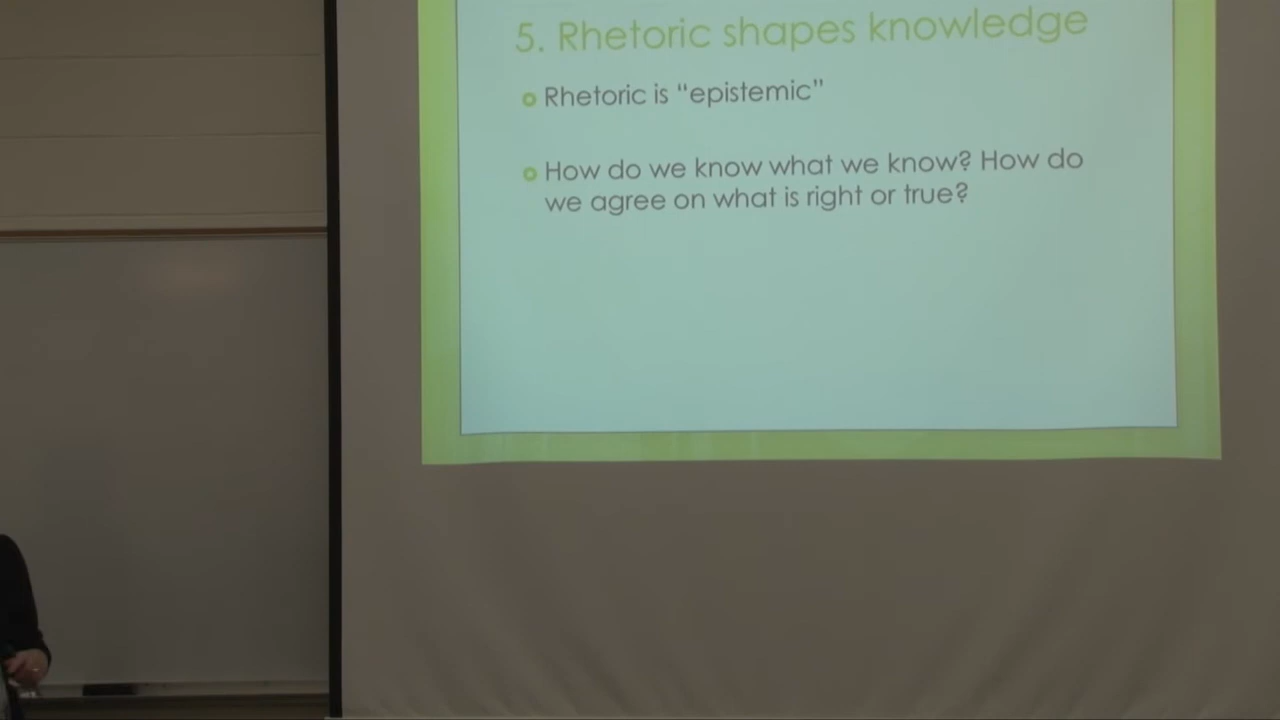 5. Rhetoric shapes knowledge
Rhetoric is “epistemic”
How do we know what we know? How do
we agree on what is right or true?